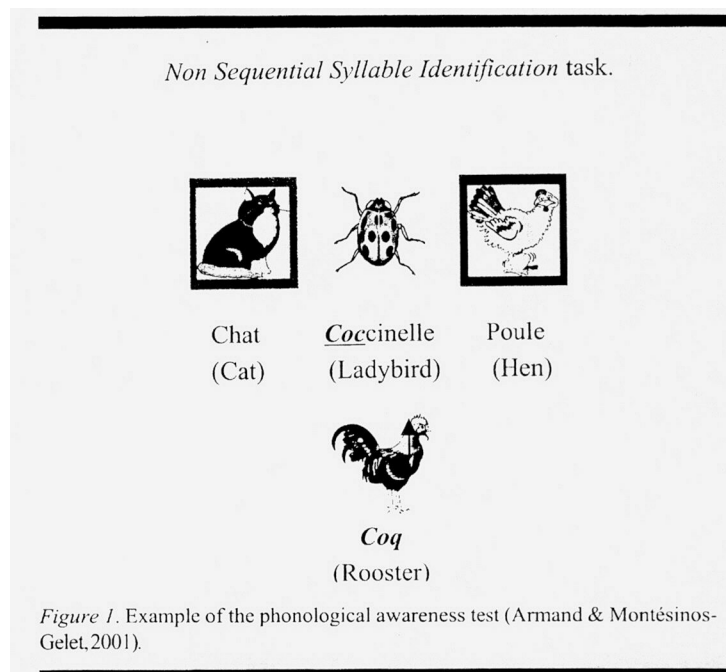 Non Sequential Syllable Identification task.
Chat Coccinelle Poule
(Cat) (Ladybird) (Hen)
Coq
(Rooster)
Figure 1. Example of the phonological awareness test (Armand & Montésinos-
Gelet,2001).